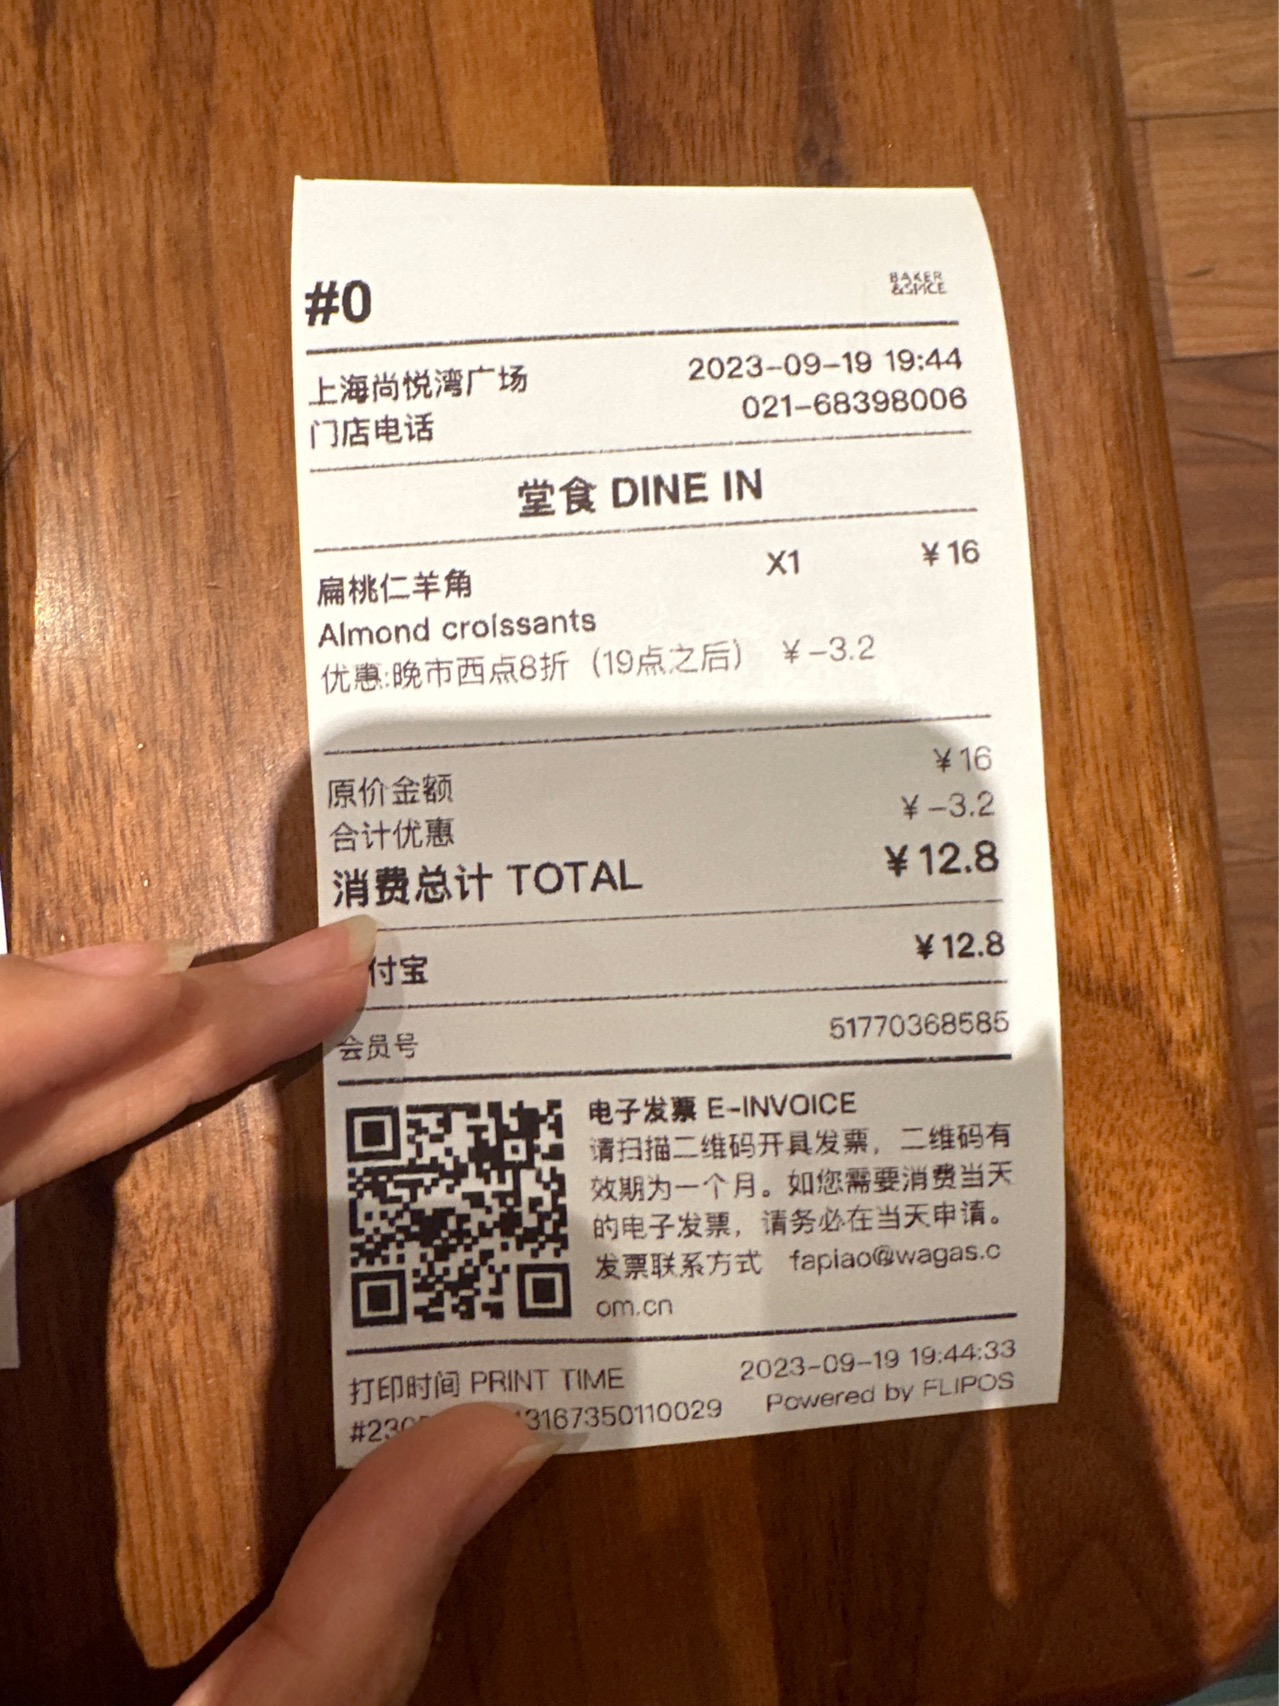 #0
BAKER
&SPICE
上海尚悦湾广场 2023-09-19 19:44
门店电话 021-68398006
堂食 DINE IN
扁桃仁羊角 X1 ¥16
Almond croissants
优惠:晚市西点8折（19点之后） ¥-3.2
原价金额 ¥16
合计优惠 ¥-3.2
消费总计 TOTAL ¥12.8
付宝 ¥12.8
会员号 51770368585
电子发票 E-INVOICE
请扫描二维码开具发票，二维码有
效期为一个月。如您需要消费当天
的电子发票，请务必在当天申请。
发票联系方式 fapiao@wagas.c
om.cn
打印时间 PRINT TIME 2023-09-19 19:44:33
3167350110029 Powered by FLIPOS